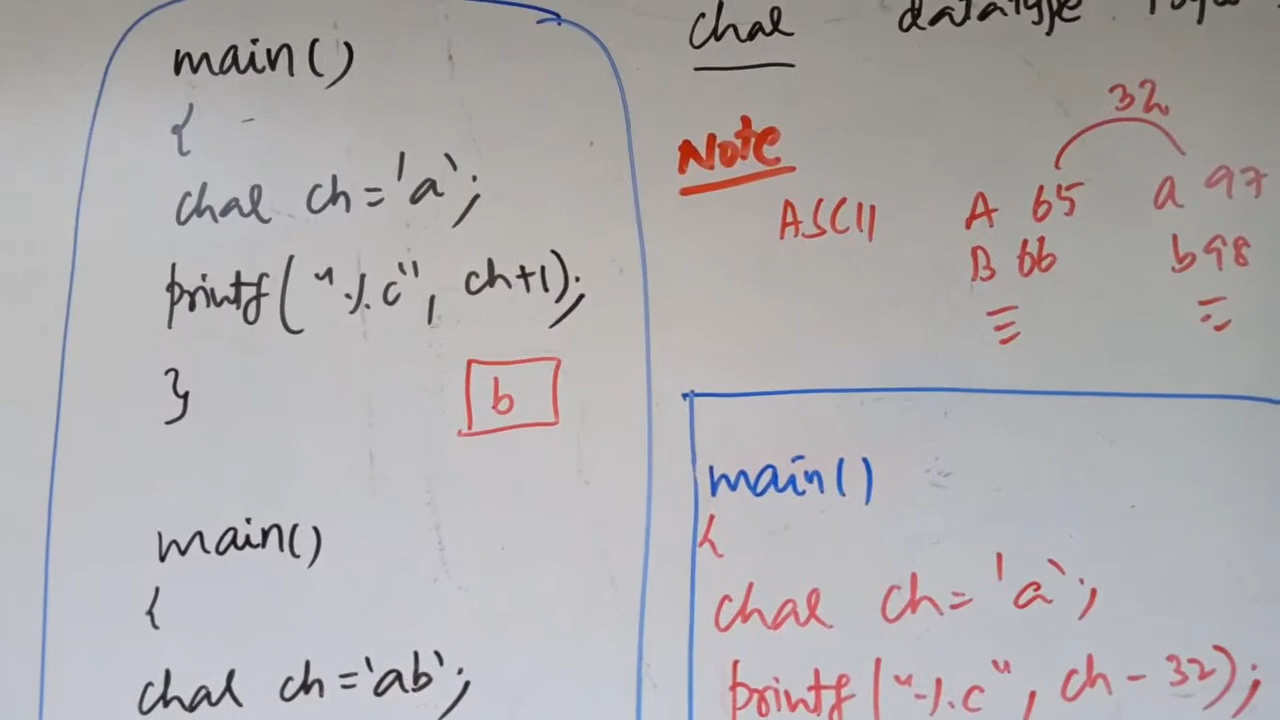 main()
{
char ch='a';
printf("%c", ch+1);
}
b
main()
{
char ch='ab';
char datatype
Note
32
ASCII A 65 a 97
B 66 b 98
main()
{
char ch='a';
printf("%c", ch-32);